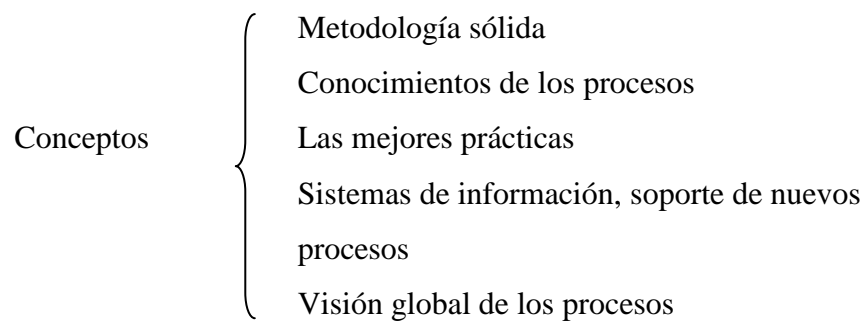 Metodología sólida
Conocimientos de los procesos
Conceptos
Las mejores prácticas
Sistemas de información, soporte de nuevos
procesos
Visión global de los procesos